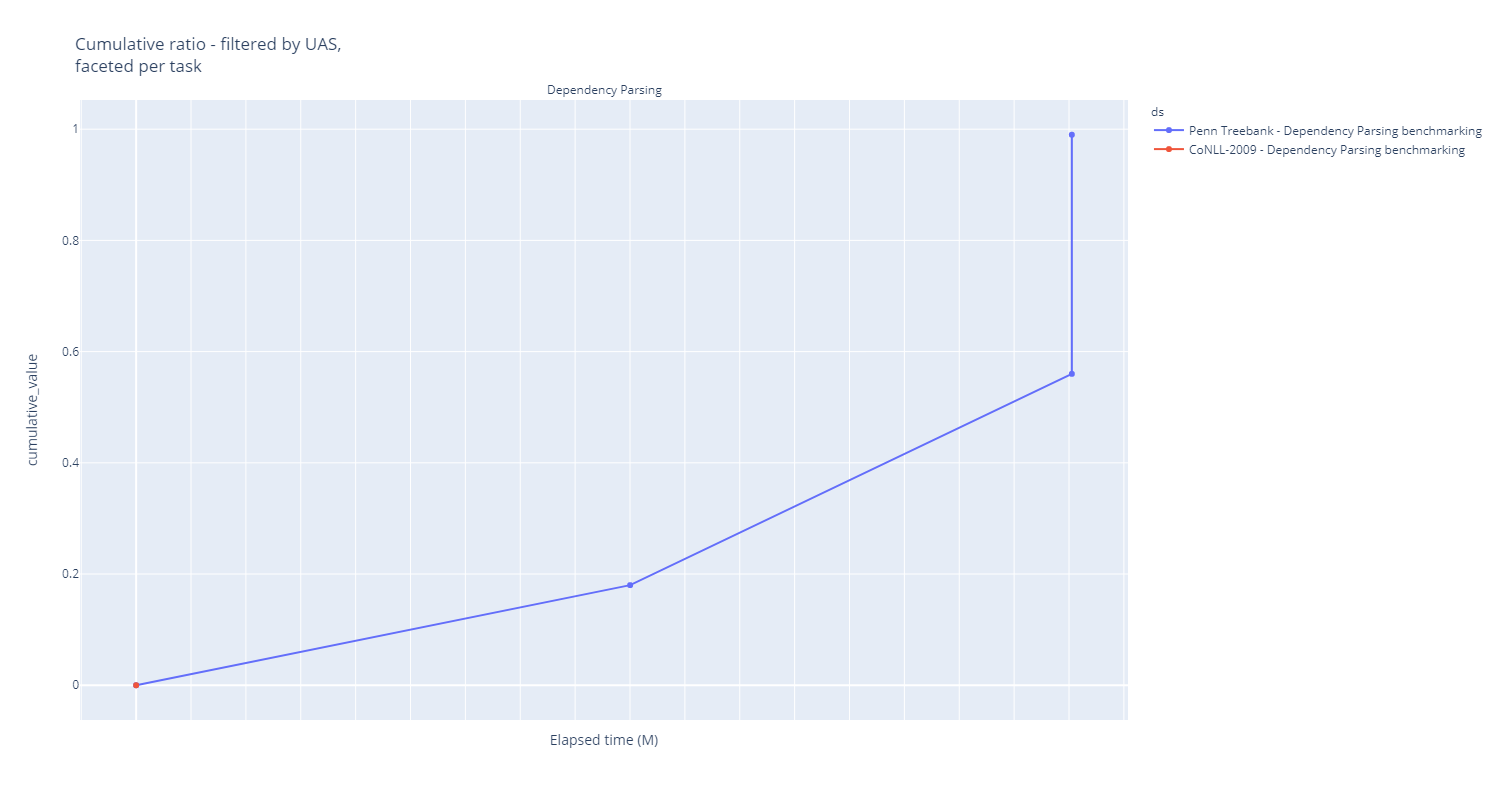 Cumulative ratio - filtered by UAS,
faceted per task
Dependency Parsing
ds
Penn Treebank - Dependency Parsing benchmarking
CoNLL-2009 - Dependency Parsing benchmarking
1
0.8
0.6
0.4
0.2
0
cumulative_value
Elapsed time (M)